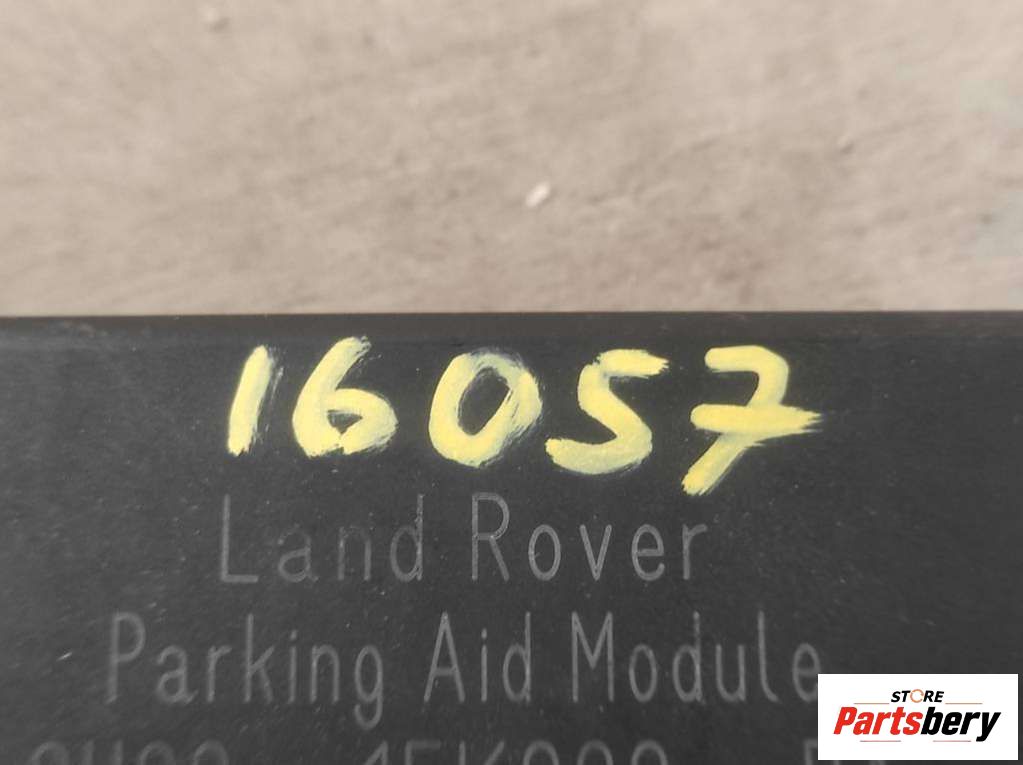 16057
Land Rover
Parking Aid Module
STORE
Partsbery